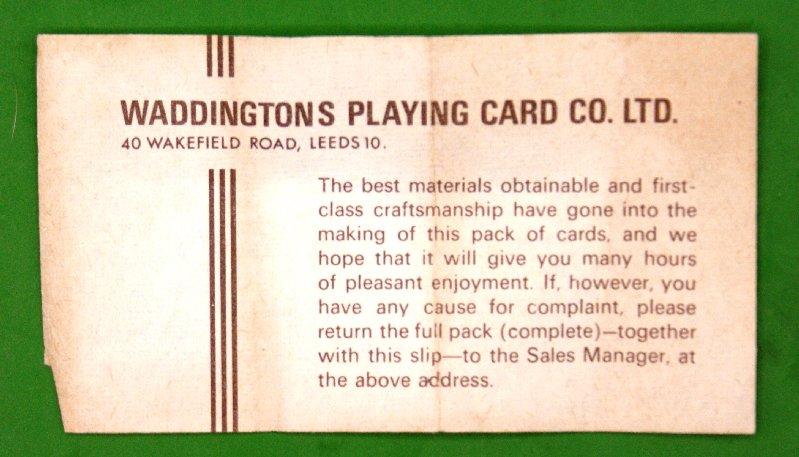 WADDINGTONS PLAYING CARD CO. LTD.
40 WAKEFIELD ROAD, LEEDS 10.
The best materials obtainable and first-
class craftsmanship have gone into the
making of this pack of cards, and we
hope that it will give you many hours
of pleasant enjoyment. If, however, you
have any cause for complaint, please
return the full pack (complete)—together
with this slip—to the Sales Manager, at
the above address.